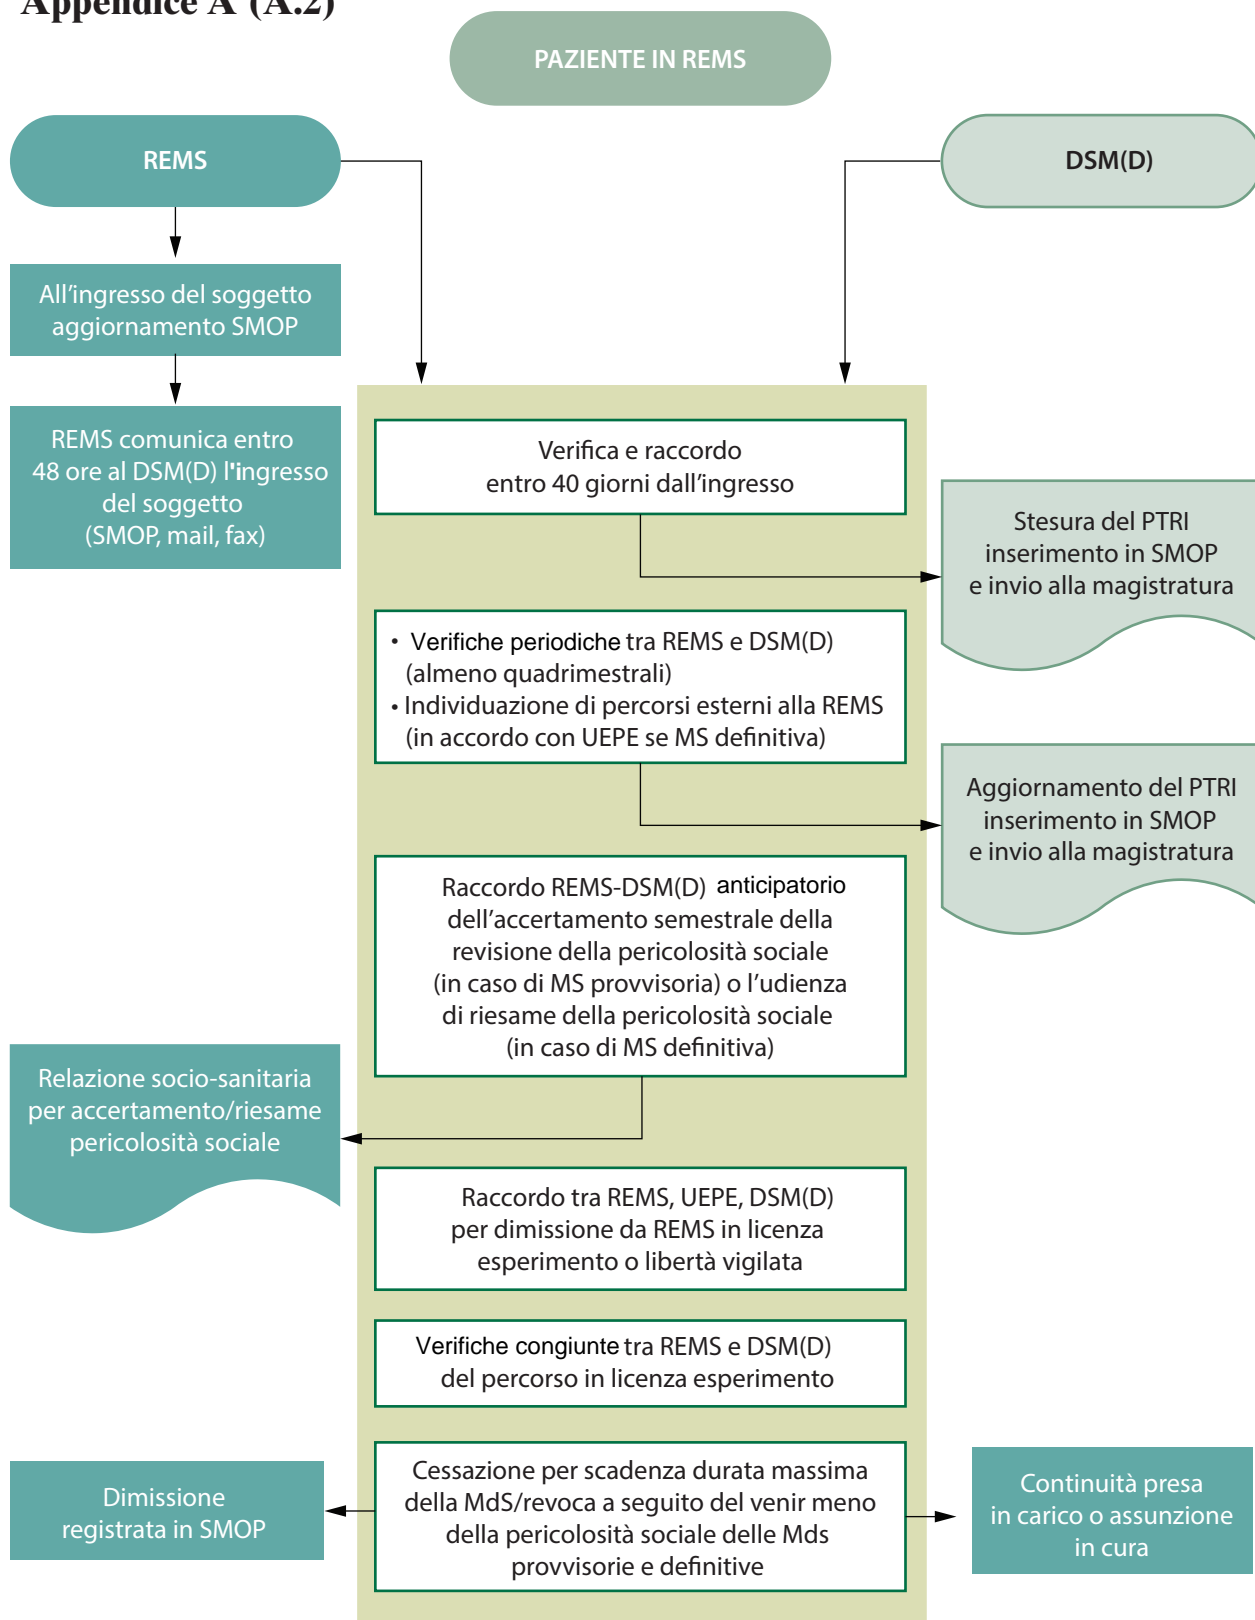 Appendice A (A.2)
PAZIENTE IN REMS
REMS
DSM(D)
All'ingresso del soggetto
aggiornamento SMOP
REMS comunica entro
48 ore al DSM(D) l'ingresso
del soggetto
(SMOP, mail, fax)
Verifica e raccordo
entro 40 giorni dall'ingresso
Stesura del PTRI
inserimento in SMOP
e invio alla magistratura
• Verifiche periodiche tra REMS e DSM(D)
(almeno quadrimestrali)
• Individuazione di percorsi esterni alla REMS
(in accordo con UEPE se MS definitiva)
Aggiornamento del PTRI
inserimento in SMOP
e invio alla magistratura
Raccordo REMS-DSM(D) anticipatorio
dell'accertamento semestrale della
revisione della pericolosità sociale
(in caso di MS provvisoria) o l'udienza
di riesame della pericolosità sociale
(in caso di MS definitiva)
Relazione socio-sanitaria
per accertamento/riesame
pericolosità sociale
Raccordo tra REMS, UEPE, DSM(D)
per dimissione da REMS in licenza
esperimento o libertà vigilata
Verifiche congiunte tra REMS e DSM(D)
del percorso in licenza esperimento
Cessazione per scadenza durata massima
della MdS/revoca a seguito del venir meno
della pericolosità sociale delle Mds
provvisorie e definitive
Dimissione
registrata in SMOP
Continuità presa
in carico o assunzione
in cura